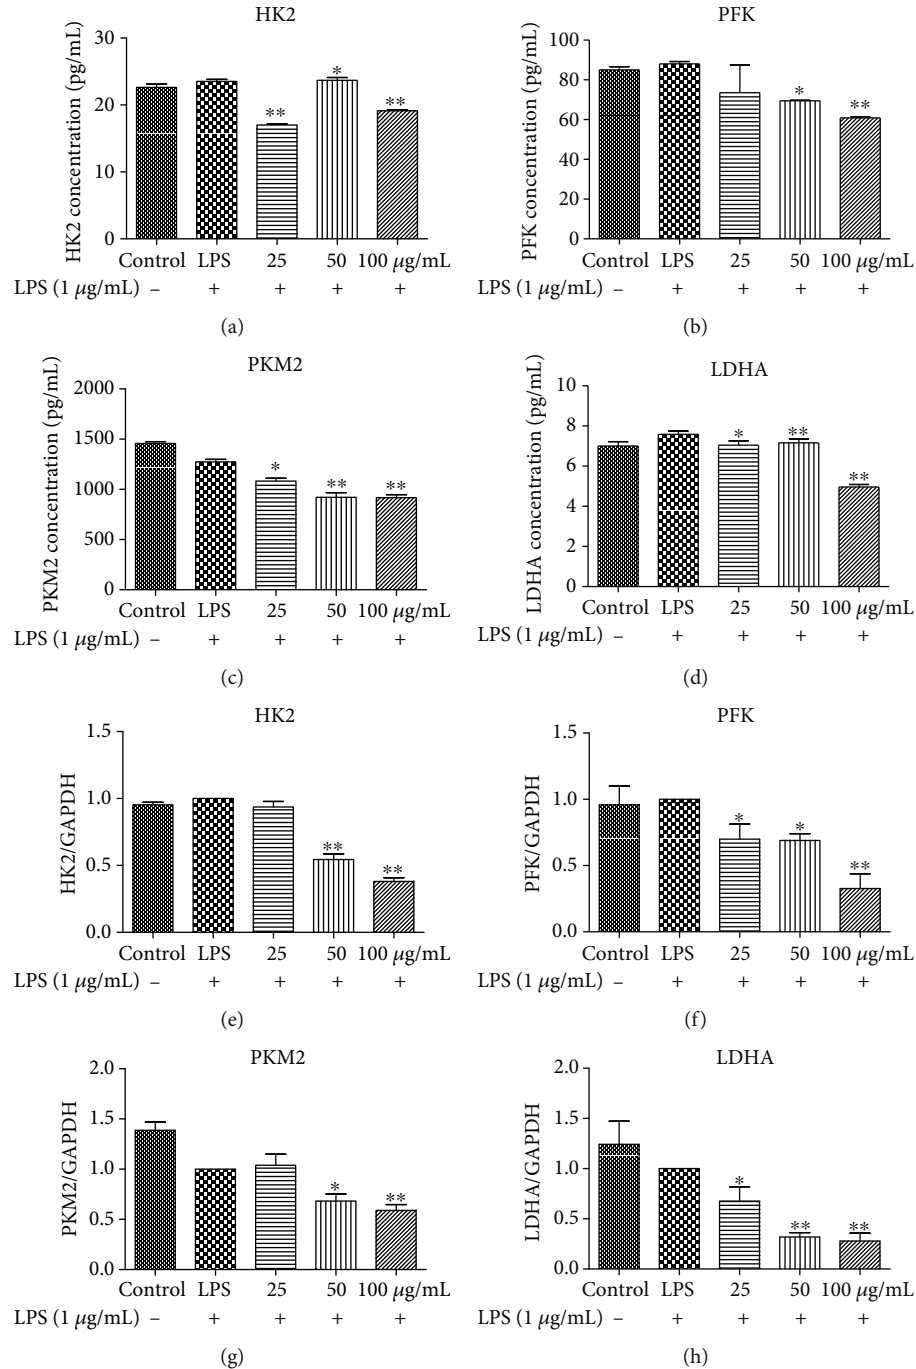 HK2
HK2 concentration (pg/mL)
30
20
10
0
**
*
**
Control LPS 25 50 100 μg/mL
LPS (1 μg/mL) – + + + +
(a)
PFK
PFK concentration (pg/mL)
100
80
60
40
20
0
*
**
Control LPS 25 50 100 μg/mL
LPS (1 μg/mL) – + + + +
(b)
PKM2
PKM2 concentration (pg/mL)
2000
1500
1000
500
0
*
**
**
Control LPS 25 50 100 μg/mL
LPS (1 μg/mL) – + + + +
(c)
LDHA
LDHA concentration (pg/mL)
10
8
6
4
2
0
*
**
**
Control LPS 25 50 100 μg/mL
LPS (1 μg/mL) – + + + +
(d)
HK2
HK2/GAPDH
1.5
1.0
0.5
0.0
**
**
Control LPS 25 50 100 μg/mL
LPS (1 μg/mL) – + + + +
(e)
PFK
PFK/GAPDH
1.5
1.0
0.5
0.0
*
*
**
Control LPS 25 50 100 μg/mL
LPS (1 μg/mL) – + + + +
(f)
PKM2
PKM2/GAPDH
2.0
1.5
1.0
0.5
0.0
*
**
Control LPS 25 50 100 μg/mL
LPS (1 μg/mL) – + + + +
(g)
LDHA
LDHA/GAPDH
2.0
1.5
1.0
0.5
0.0
*
**
**
Control LPS 25 50 100 μg/mL
LPS (1 μg/mL) – + + + +
(h)